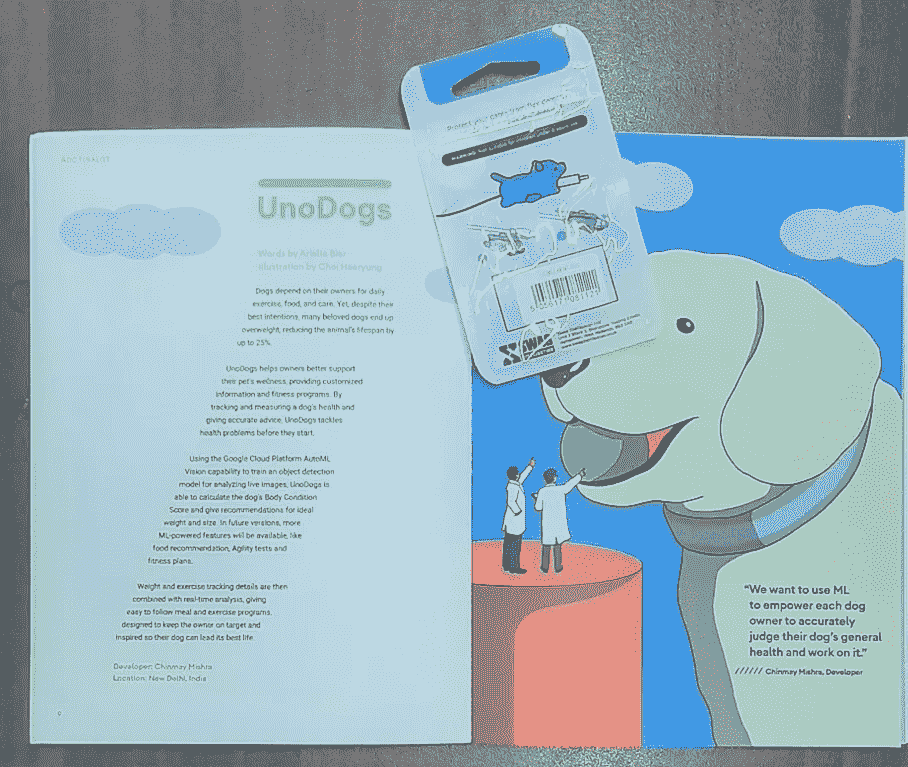 UnoDogs
Words by Arielle Bier
Illustration by Choi Haeryung
Dogs depend on their owners for daily
exercise, food, and care. Yet, despite their
best intentions, many beloved dogs end up
overweight, reducing the animal's lifespan by
up to 25%.
UnoDogs helps owners better support
their pet's wellness, providing customized
information and fitness programs. By
tracking and measuring a dog's health and
giving accurate advice, UnoDogs tackles
health problems before they start.
Using the Google Cloud Platform AutoML
Vision capability to train an object detection
model for analyzing live images, UnoDogs is
able to calculate the dog's Body Condition
Score and give recommendations for ideal
weight and size. In future versions, more
ML-powered features will be available, like
food recommendation, Agility tests and
fitness plans.
Weight and exercise tracking details are then
combined with real-time analysis, giving
easy to follow meal and exercise programs,
designed to keep the owner on target and
inspired so their dog can lead its best life.
Developer: Chinmay Mishra
Location: New Delhi, India
Protect your cables from
"We want to use ML
to empower each dog
owner to accurately
judge their dog's general
health and work on it."
////// Chinmay Mishra, Developer